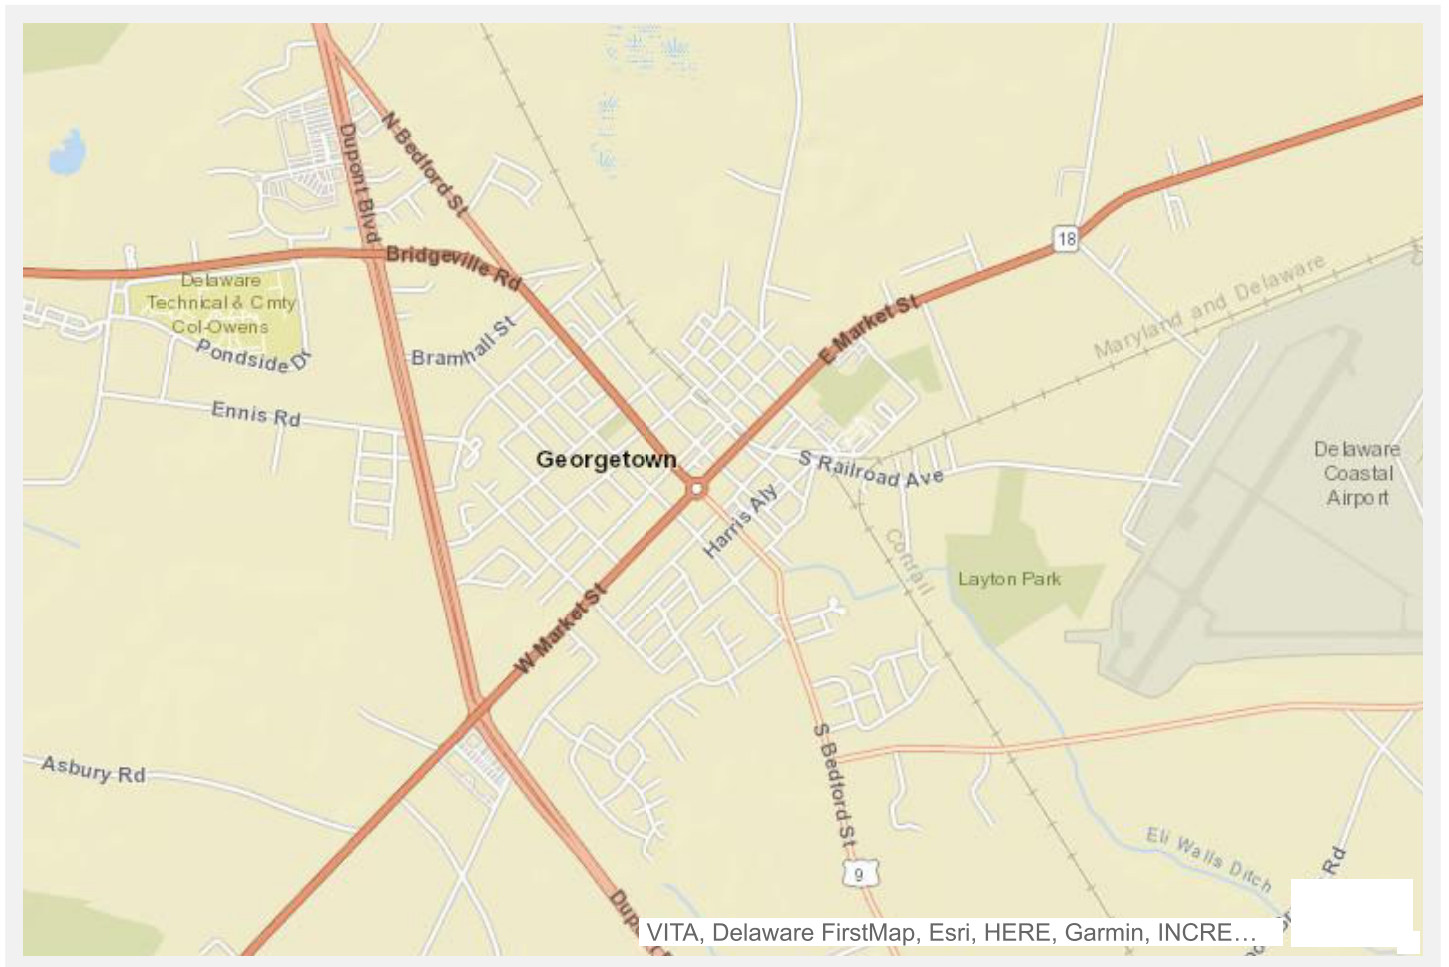 N Bedford St
Dupont Blvd
18
Bridgeville Rd
Delaware
Technical & Cmty
Col-Owens
Maryland and Delaware
E Market St
Bramhall St
Pondside Dr
Ennis Rd
Georgetown
S Railroad Ave
Delaware
Coastal
Airport
Harris Aly
Conrail
Layton Park
W Market St
S Bedford St
Asbury Rd
Eli Walls Ditch
9
Rd
VITA, Delaware FirstMap, Esri, HERE, Garmin, INCRE…